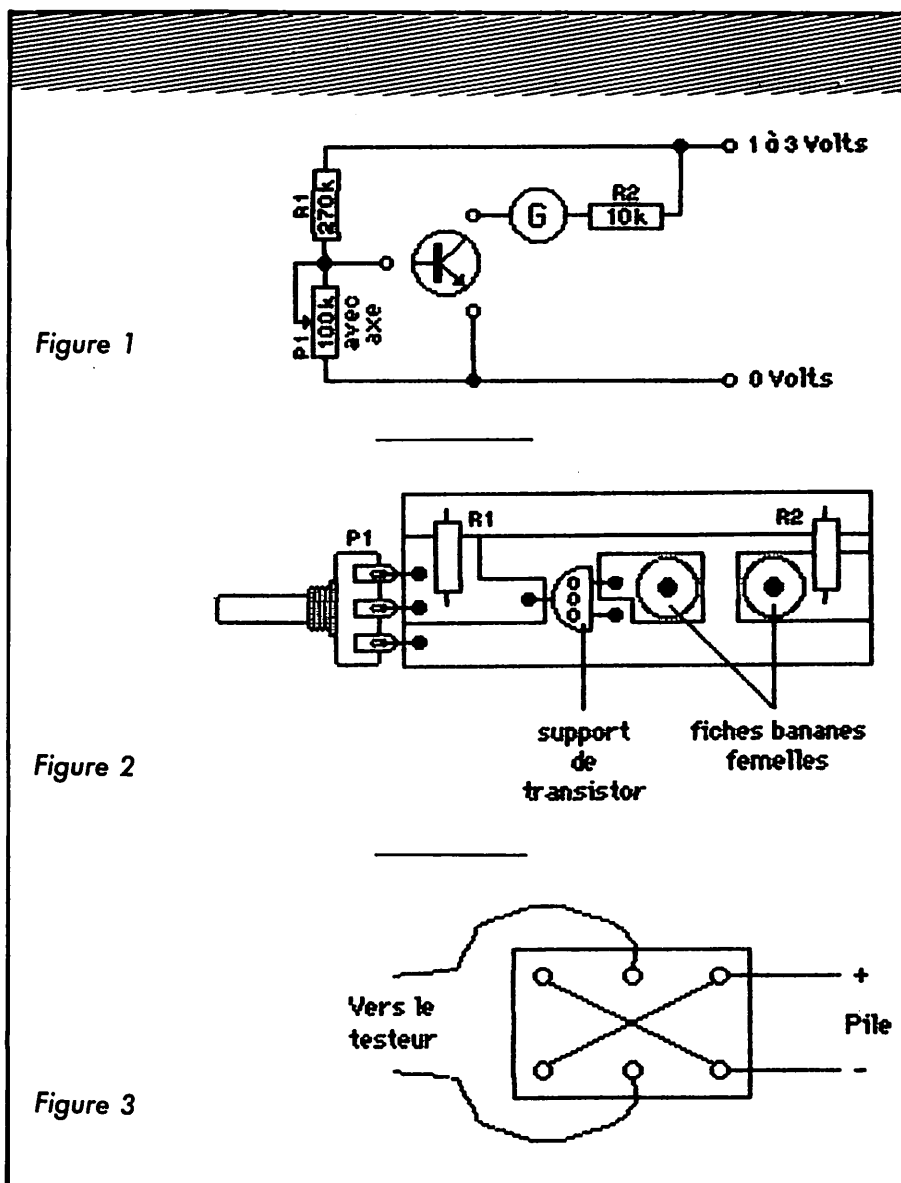 1 à 3 Volts
R1
270k
G
R2
10k
P1
100k
avec
axe
0 Volts
Figure 1
P1
R1
R2
support
de
transistor
fiches bananes
femelles
Figure 2
Vers le
testeur
+
Pile
-
Figure 3